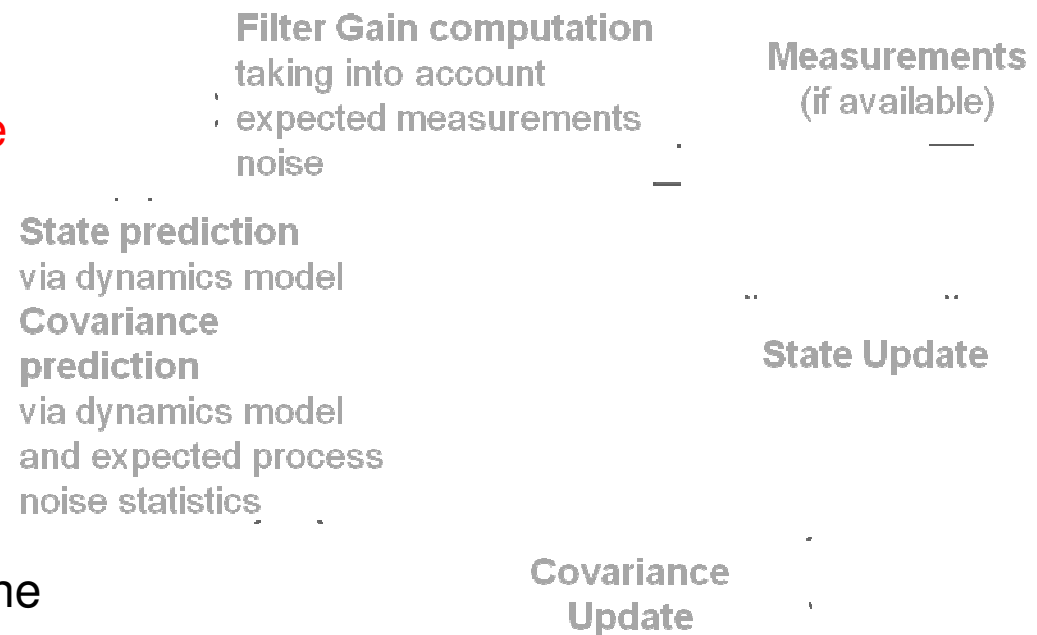 Filter Gain computation
taking into account
expected measurements
noise
Measurements
(if available)
State prediction
via dynamics model
Covariance
prediction
via dynamics model
and expected process
noise statistics
State Update
Covariance
Update